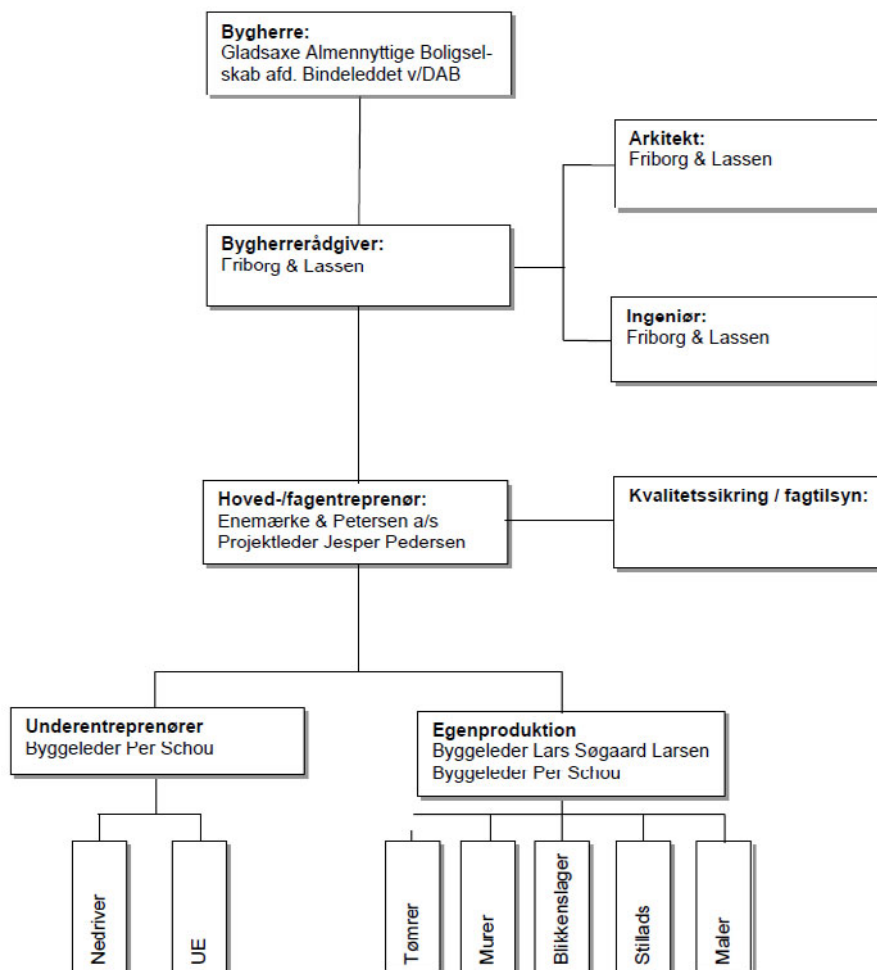 Bygherre:
Gladsaxe Almennyttige Boligsel-
skab afd. Bindeleddet v/DAB
Arkitekt:
Friborg & Lassen
Bygherrerådgiver:
Friborg & Lassen
Ingeniør:
Friborg & Lassen
Hoved-/fagentreprenør:
Enemærke & Petersen a/s
Projektleder Jesper Pedersen
Kvalitetssikring / fagtilsyn:
Underentreprenører
Byggeleder Per Schou
Egenproduktion
Byggeleder Lars Søgaard Larsen
Byggeleder Per Schou
Nedriver
UE
Tømrer
Murer
Blikkenslager
Stillads
Maler